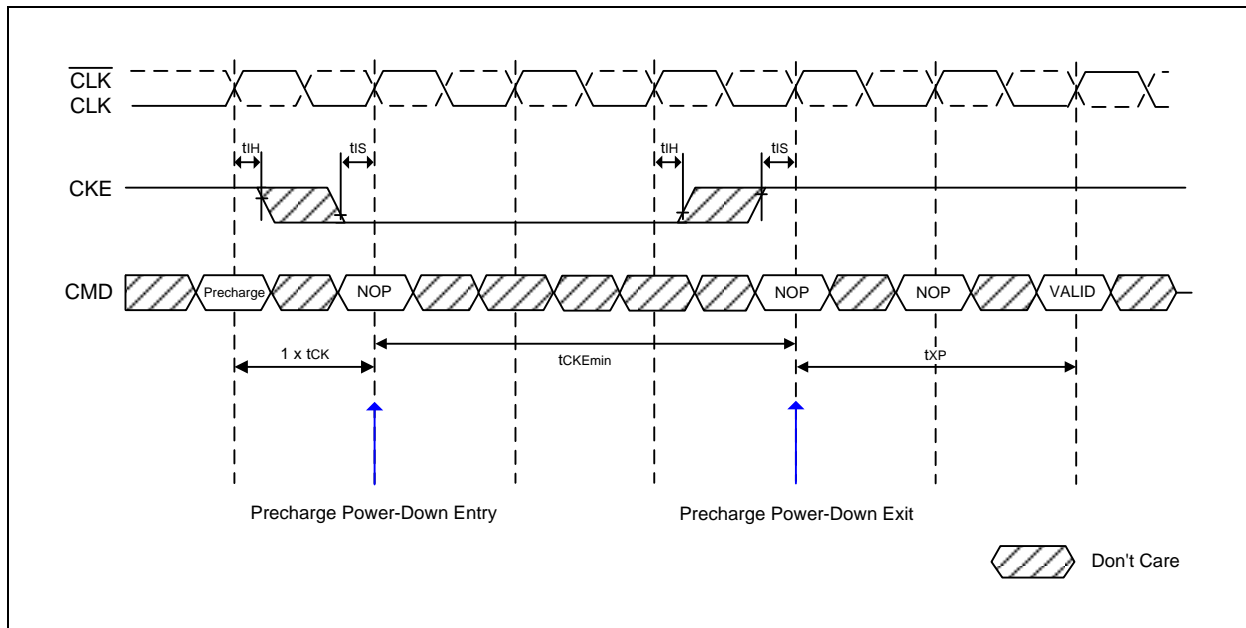 CLK
CLK
tIH
tIS
tIH
tIS
CKE
CMD
Precharge
NOP
NOP
NOP
VALID
1 x tCK
tCKEmin
tXP
Precharge Power-Down Entry
Precharge Power-Down Exit
Don't Care